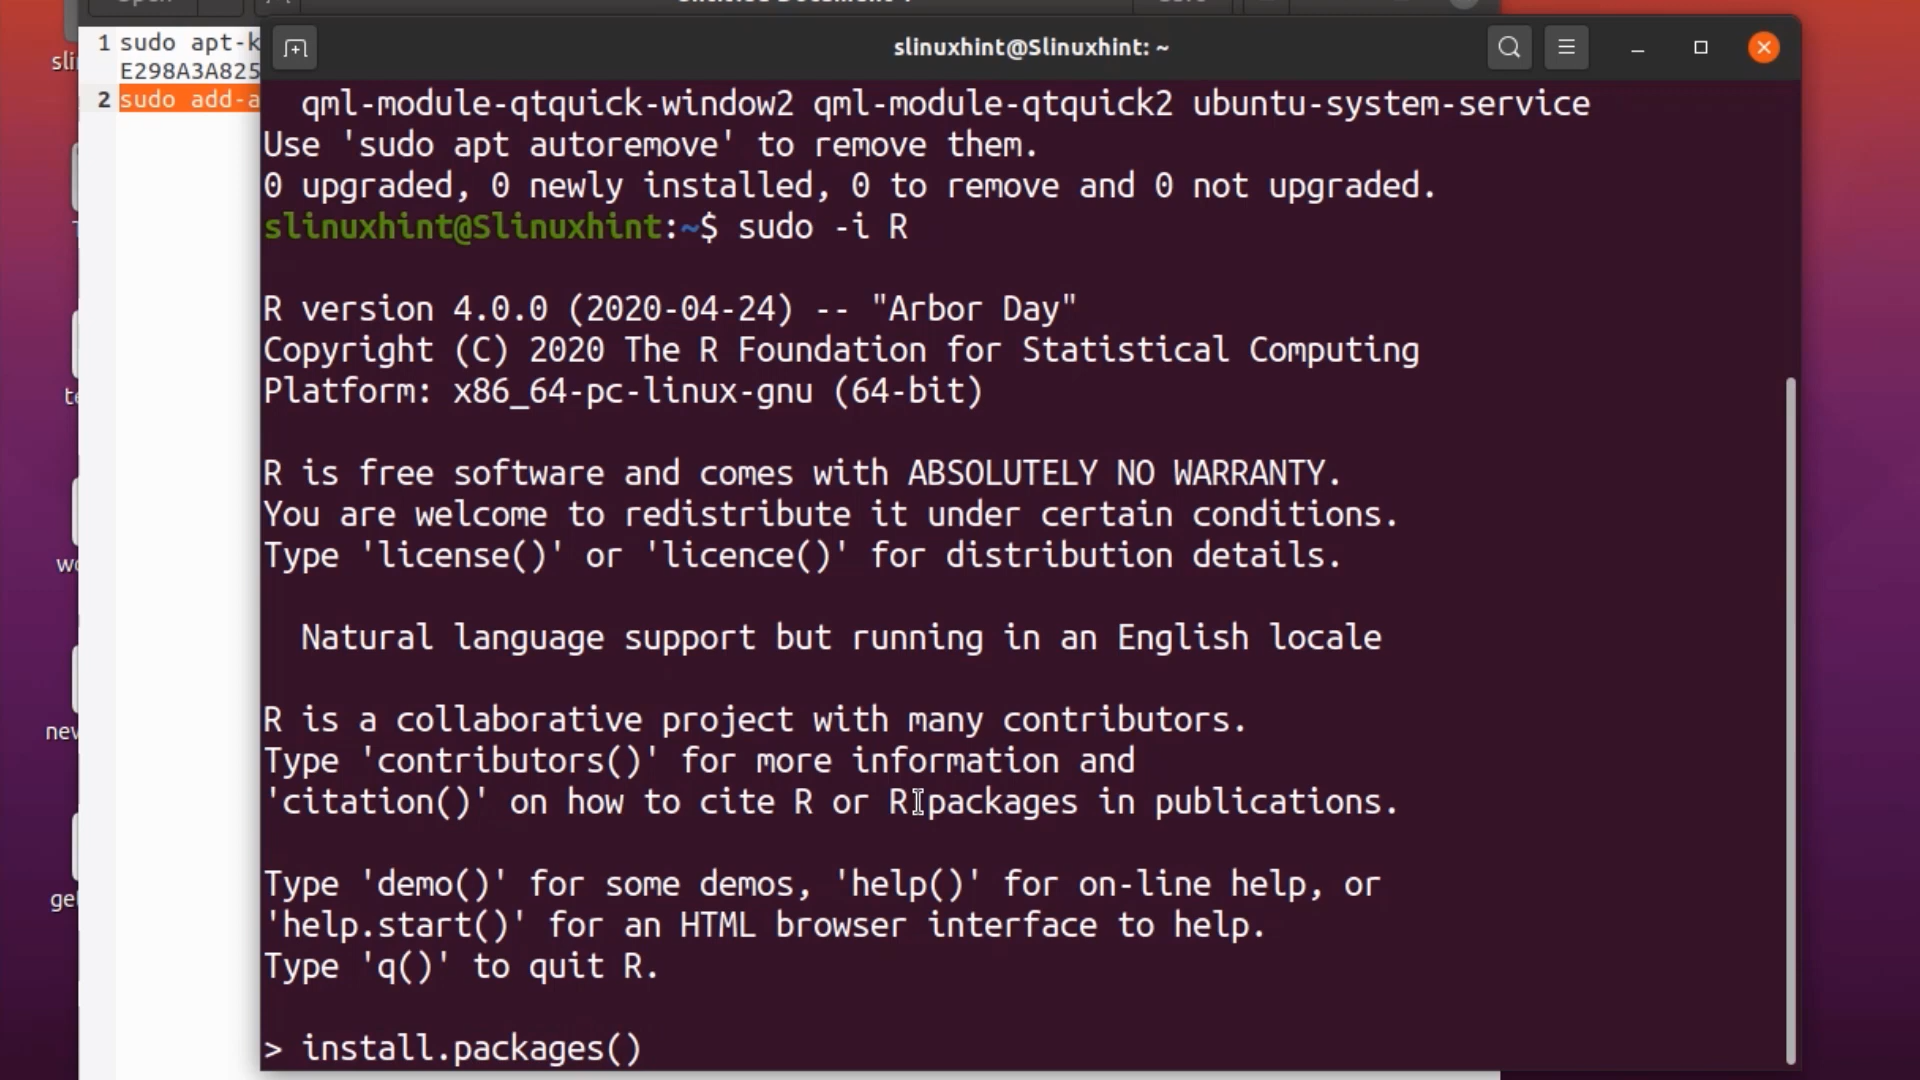 Open
1 sudo apt-k
E298A3A825
2 sudo add-a
slinuxhint@Slinuxhint: ~
qml-module-qtquick-window2 qml-module-qtquick2 ubuntu-system-service
Use 'sudo apt autoremove' to remove them.
0 upgraded, 0 newly installed, 0 to remove and 0 not upgraded.
slinuxhint@Slinuxhint:~$ sudo -i R
R version 4.0.0 (2020-04-24) -- "Arbor Day"
Copyright (C) 2020 The R Foundation for Statistical Computing
Platform: x86_64-pc-linux-gnu (64-bit)
R is free software and comes with ABSOLUTELY NO WARRANTY.
You are welcome to redistribute it under certain conditions.
Type 'license()' or 'licence()' for distribution details.
Natural language support but running in an English locale
R is a collaborative project with many contributors.
Type 'contributors()' for more information and
'citation()' on how to cite R or R packages in publications.
Type 'demo()' for some demos, 'help()' for on-line help, or
'help.start()' for an HTML browser interface to help.
Type 'q()' to quit R.
> install.packages()